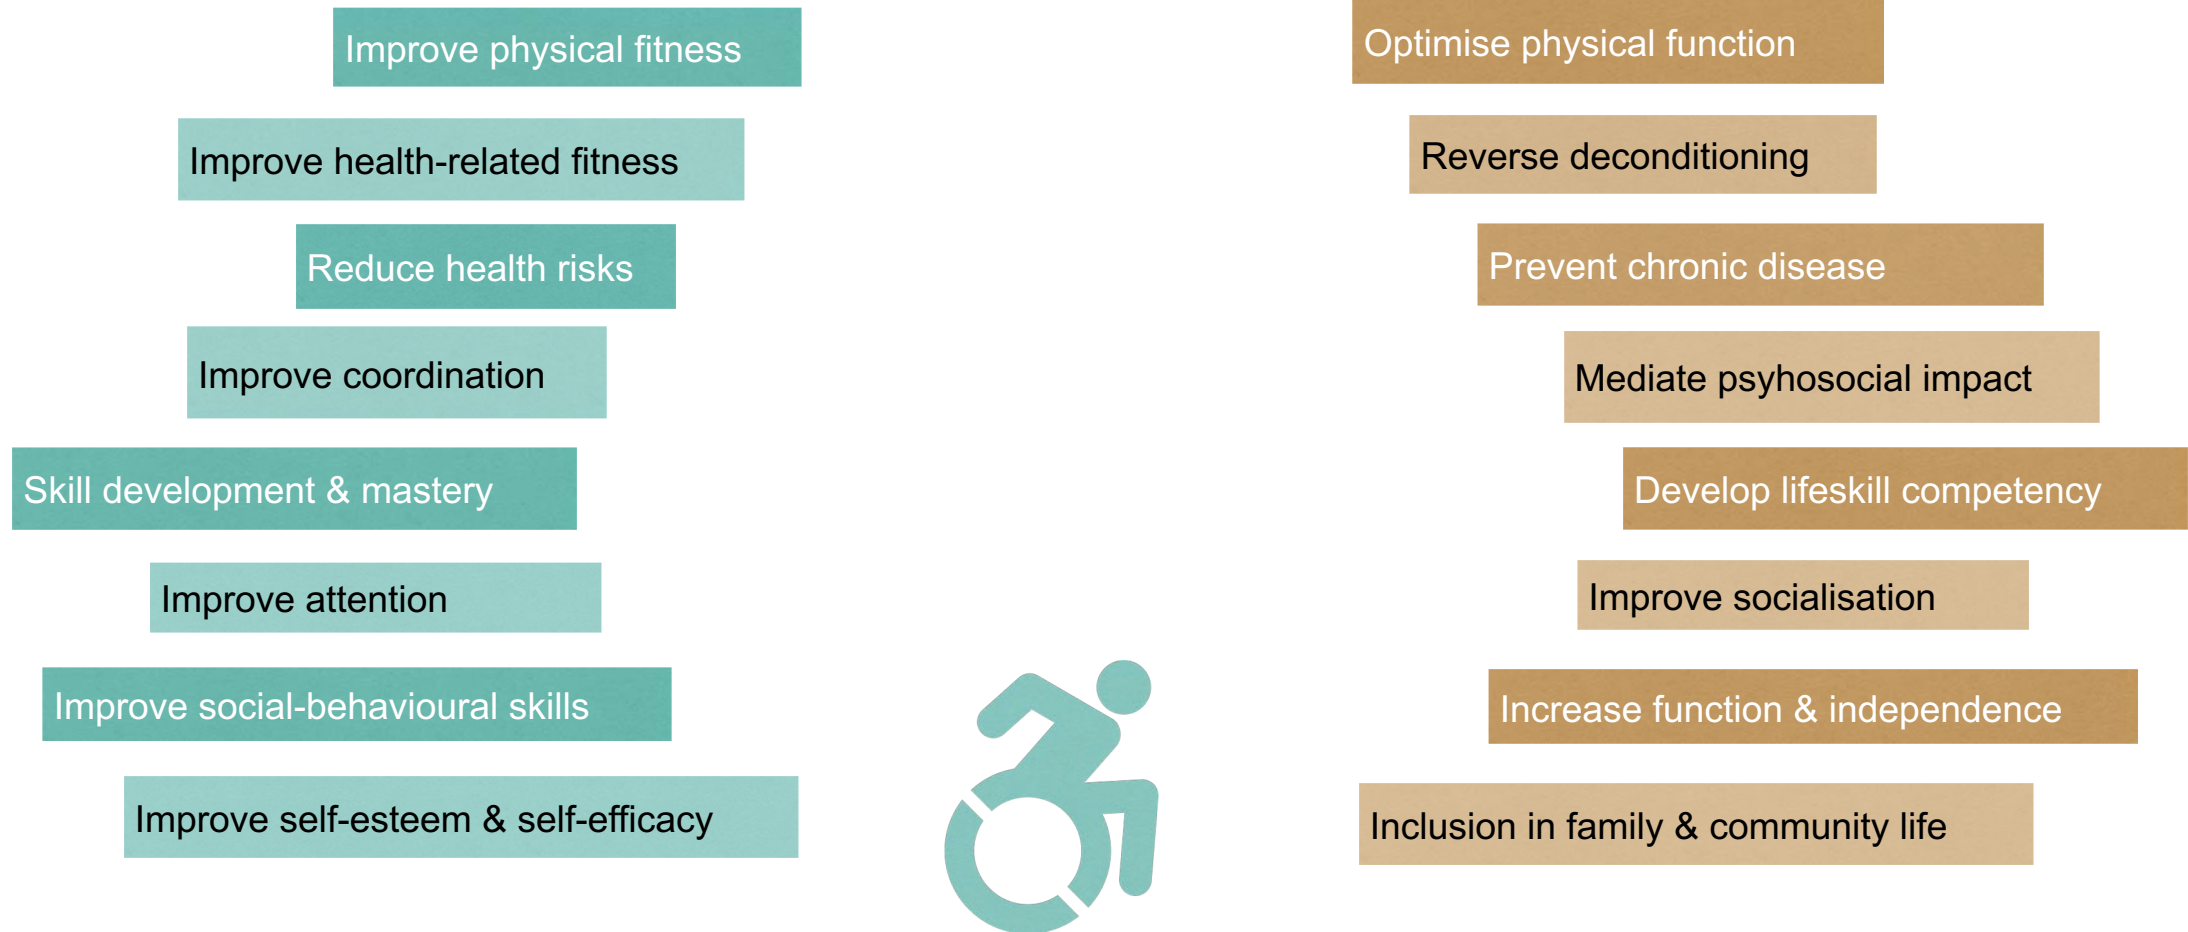 Improve physical fitness
Improve health-related fitness
Reduce health risks
Improve coordination
Skill development & mastery
Improve attention
Improve social-behavioural skills
Improve self-esteem & self-efficacy
Optimise physical function
Reverse deconditioning
Prevent chronic disease
Mediate psyhosocial impact
Develop lifeskill competency
Improve socialisation
Increase function & independence
Inclusion in family & community life